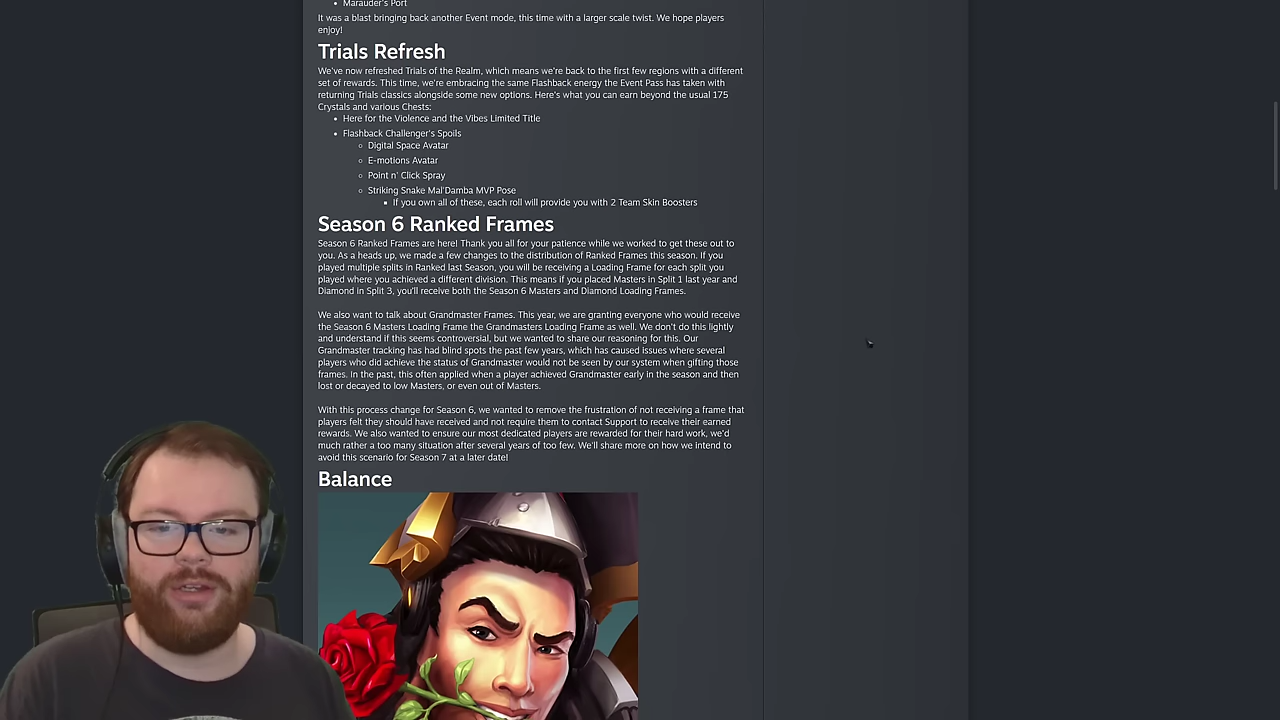 Marauder's Port
It was a blast bringing back another Event mode, this time with a larger scale twist. We hope players
enjoy!
Trials Refresh
We've now refreshed Trials of the Realm, which means we're back to the first few regions with a different
set of rewards. This time, we're embracing the same Flashback energy the Event Pass has taken with
returning Trials classics alongside some new options. Here's what you can earn beyond the usual 175
Crystals and various Chests:
Here for the Violence and the Vibes Limited Title
Flashback Challenger's Spoils
Digital Space Avatar
E-motions Avatar
Point n' Click Spray
Striking Snake Mal'Damba MVP Pose
If you own all of these, each roll will provide you with 2 Team Skin Boosters
Season 6 Ranked Frames
Season 6 Ranked Frames are here! Thank you all for your patience while we worked to get these out to
you. As a heads up, we made a few changes to the distribution of Ranked Frames this season. If you
played multiple splits in Ranked last Season, you will be receiving a Loading Frame for each split you
played where you achieved a different division. This means if you placed Masters in Split 1 last year and
Diamond in Split 3, you'll receive both the Season 6 Masters and Diamond Loading Frames.
We also want to talk about Grandmaster Frames. This year, we are granting everyone who would receive
the Season 6 Masters Loading Frame the Grandmasters Loading Frame as well. We don't do this lightly
and understand if this seems controversial, but we wanted to share our reasoning for this. Our
Grandmaster tracking has had blind spots the past few years, which has caused issues where several
players who did achieve the status of Grandmaster would not be seen by our system when gifting those
frames. In the past, this often applied when a player achieved Grandmaster early in the season and then
lost or decayed to low Masters, or even out of Masters.
With this process change for Season 6, we wanted to remove the frustration of not receiving a frame that
players felt they should have received and not require them to contact Support to receive their earned
rewards. We also wanted to ensure our most dedicated players are rewarded for their hard work, we'd
much rather a too many situation after several years of too few. We'll share more on how we intend to
avoid this scenario for Season 7 at a later date!
Balance